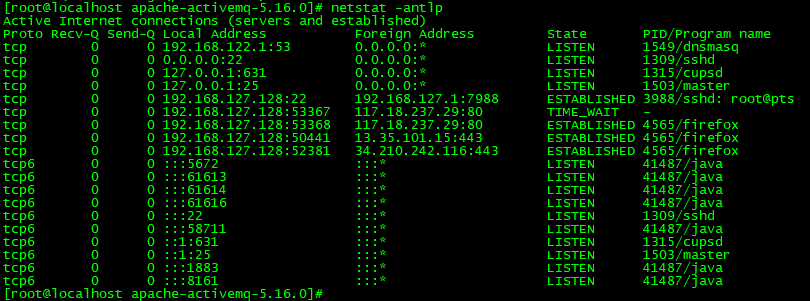 [root@localhost apache-activemq-5.16.0]# netstat -antlp
Active Internet connections (servers and established)
Proto Recv-Q Send-Q Local Address Foreign Address State PID/Program name
tcp 0 0 192.168.122.1:53 0.0.0.0:* LISTEN 1549/dnsmasq
tcp 0 0 0.0.0.0:22 0.0.0.0:* LISTEN 1309/sshd
tcp 0 0 127.0.0.1:631 0.0.0.0:* LISTEN 1315/cupsd
tcp 0 0 127.0.0.1:25 0.0.0.0:* LISTEN 1503/master
tcp 0 0 192.168.127.128:22 192.168.127.1:7988 ESTABLISHED 3988/sshd: root@pts
tcp 0 0 192.168.127.128:53367 117.18.237.29:80 TIME_WAIT -
tcp 0 0 192.168.127.128:53368 117.18.237.29:80 ESTABLISHED 4565/firefox
tcp 0 0 192.168.127.128:50441 13.35.101.15:443 ESTABLISHED 4565/firefox
tcp 0 0 192.168.127.128:52381 34.210.242.116:443 ESTABLISHED 4565/firefox
tcp6 0 0 :::5672 :::* LISTEN 41487/java
tcp6 0 0 :::61613 :::* LISTEN 41487/java
tcp6 0 0 :::61614 :::* LISTEN 41487/java
tcp6 0 0 :::61616 :::* LISTEN 41487/java
tcp6 0 0 :::22 :::* LISTEN 1309/sshd
tcp6 0 0 :::58711 :::* LISTEN 41487/java
tcp6 0 0 ::1:631 :::* LISTEN 1315/cupsd
tcp6 0 0 ::1:25 :::* LISTEN 1503/master
tcp6 0 0 :::1883 :::* LISTEN 41487/java
tcp6 0 0 :::8161 :::* LISTEN 41487/java
[root@localhost apache-activemq-5.16.0]#